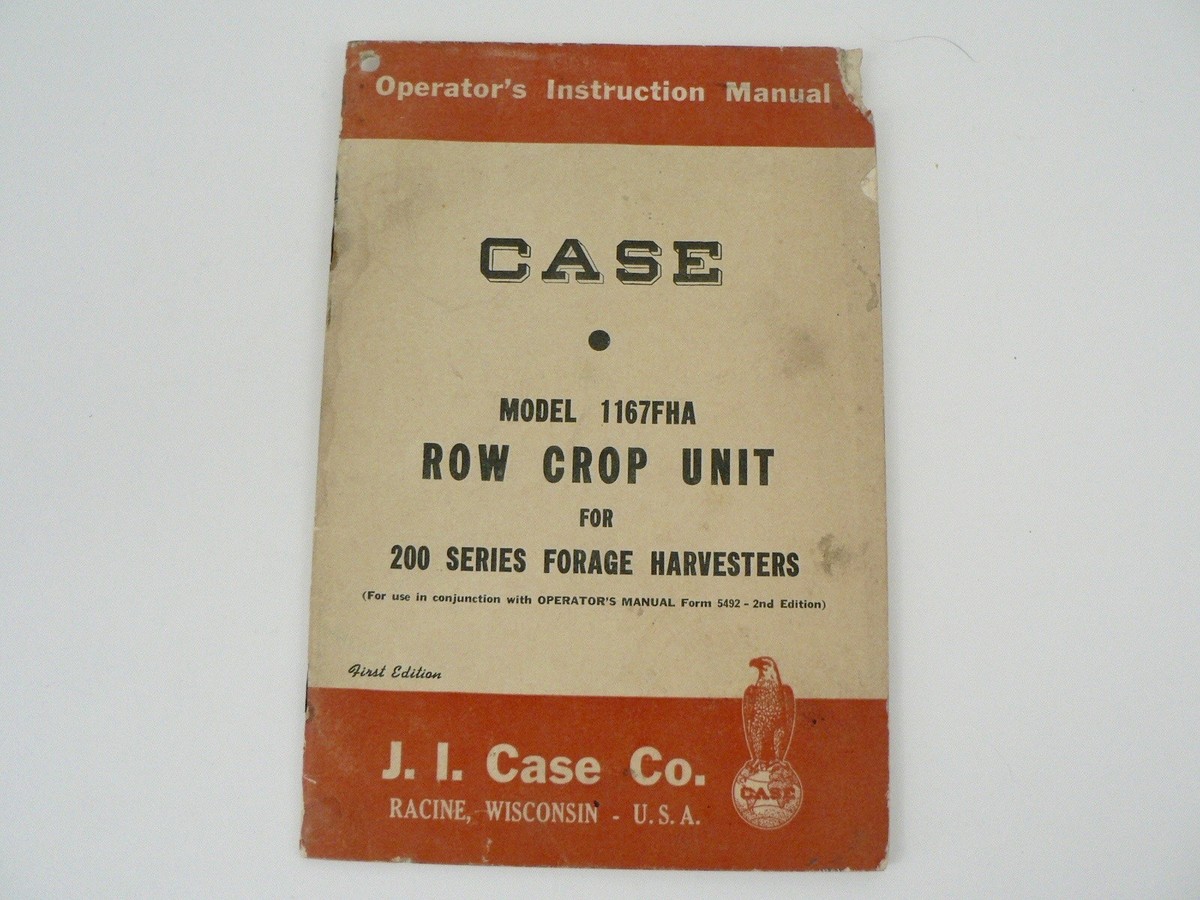 Operator's Instruction Manual
CASE
MODEL 1167FHA
ROW CROP UNIT
FOR
200 SERIES FORAGE HARVESTERS
(For use in conjunction with OPERATOR'S MANUAL Form 5492 - 2nd Edition)
First Edition
J. I. Case Co.
RACINE, WISCONSIN - U.S.A.
CASE